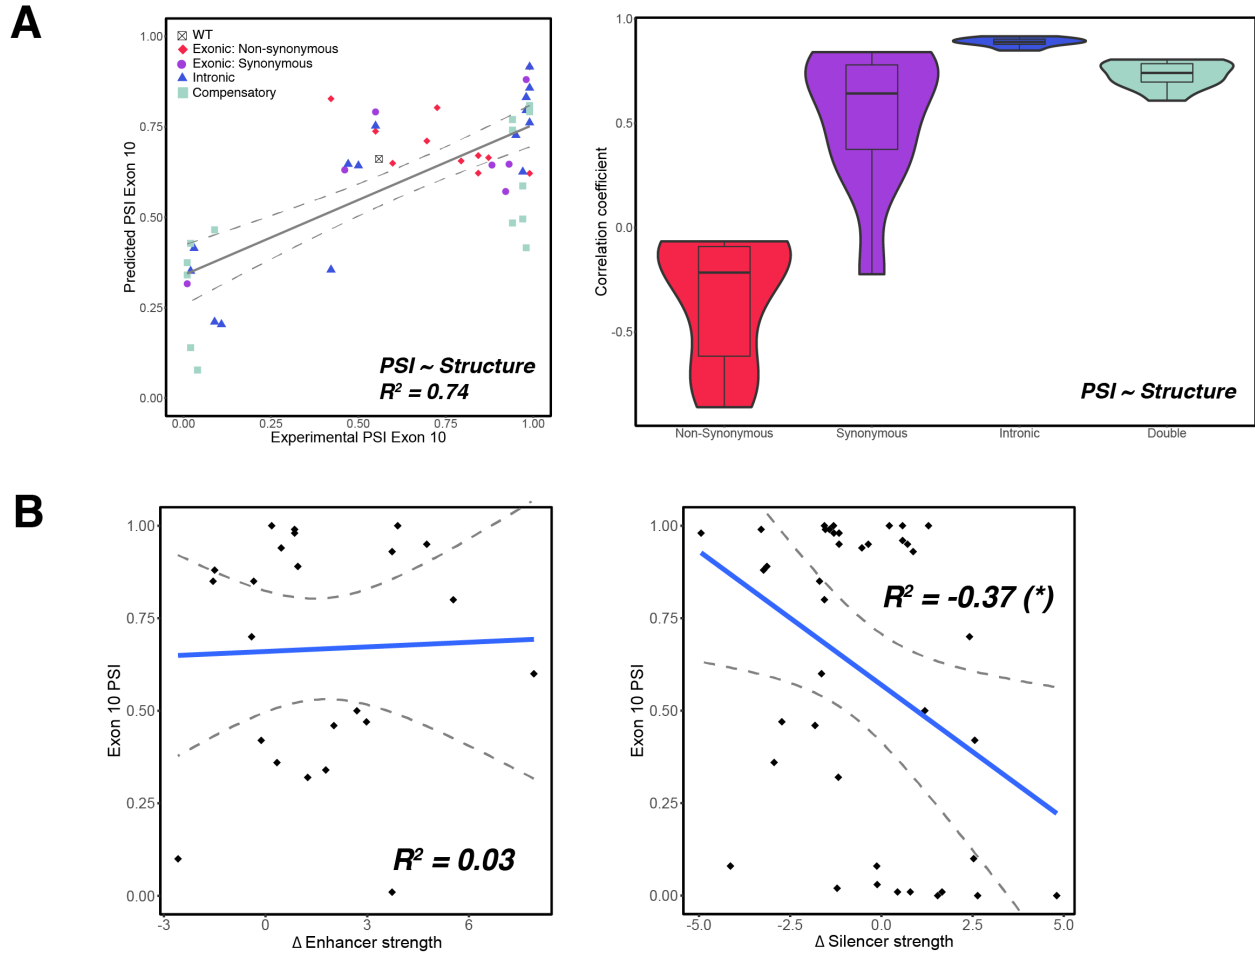 A
1.00
0.75
0.50
0.25
0.00
Predicted PSI Exon 10
WT
Exonic: Non-synonymous
Exonic: Synonymous
Intronic
Compensatory
PSI ~ Structure
R² = 0.74
0.00 0.25 0.50 0.75 1.00
Experimental PSI Exon 10
1.0
0.5
0.0
-0.5
Correlation coefficient
PSI ~ Structure
Non-Synonymous Synonymous Intronic Double
B
1.00
0.75
0.50
0.25
0.00
Exon 10 PSI
R² = 0.03
-3 0 3 6
Δ Enhancer strength
1.00
0.75
0.50
0.25
0.00
Exon 10 PSI
R² = -0.37 (*)
-5.0 -2.5 0.0 2.5 5.0
Δ Silencer strength